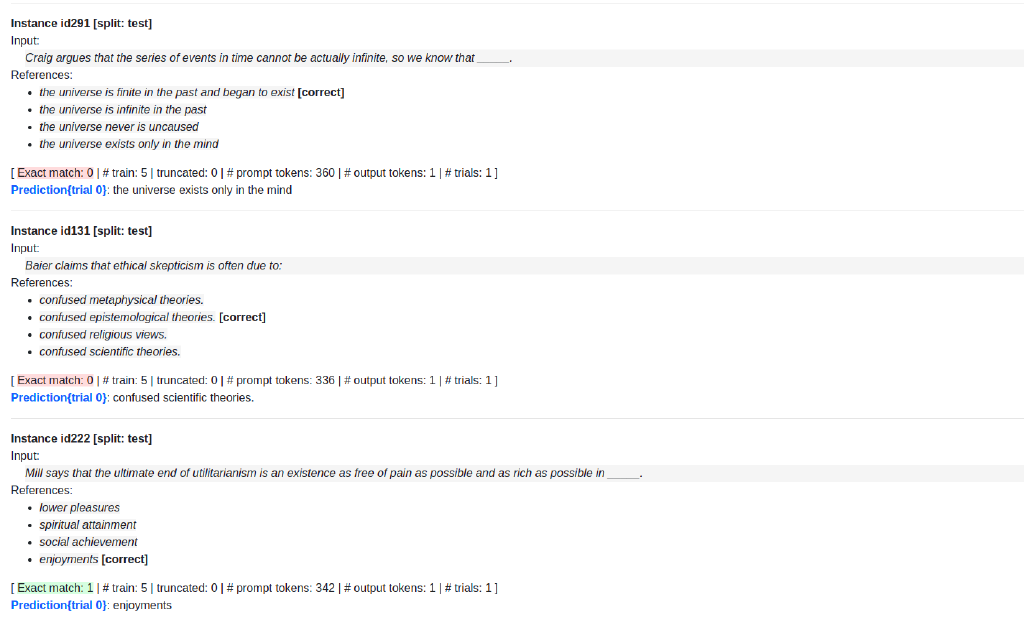 Instance id291 [split: test]
Input:
Craig argues that the series of events in time cannot be actually infinite, so we know that _____.
References:
• the universe is finite in the past and began to exist [correct]
• the universe is infinite in the past
• the universe never is uncaused
• the universe exists only in the mind
[ Exact match: 0 | # train: 5 | truncated: 0 | # prompt tokens: 360 | # output tokens: 1 | # trials: 1 ]
Prediction{trial 0}: the universe exists only in the mind
Instance id131 [split: test]
Input:
Baier claims that ethical skepticism is often due to:
References:
• confused metaphysical theories.
• confused epistemological theories. [correct]
• confused religious views.
• confused scientific theories.
[ Exact match: 0 | # train: 5 | truncated: 0 | # prompt tokens: 336 | # output tokens: 1 | # trials: 1 ]
Prediction{trial 0}: confused scientific theories.
Instance id222 [split: test]
Input:
Mill says that the ultimate end of utilitarianism is an existence as free of pain as possible and as rich as possible in _____.
References:
• lower pleasures
• spiritual attainment
• social achievement
• enjoyments [correct]
[ Exact match: 1 | # train: 5 | truncated: 0 | # prompt tokens: 342 | # output tokens: 1 | # trials: 1 ]
Prediction{trial 0}: enjoyments